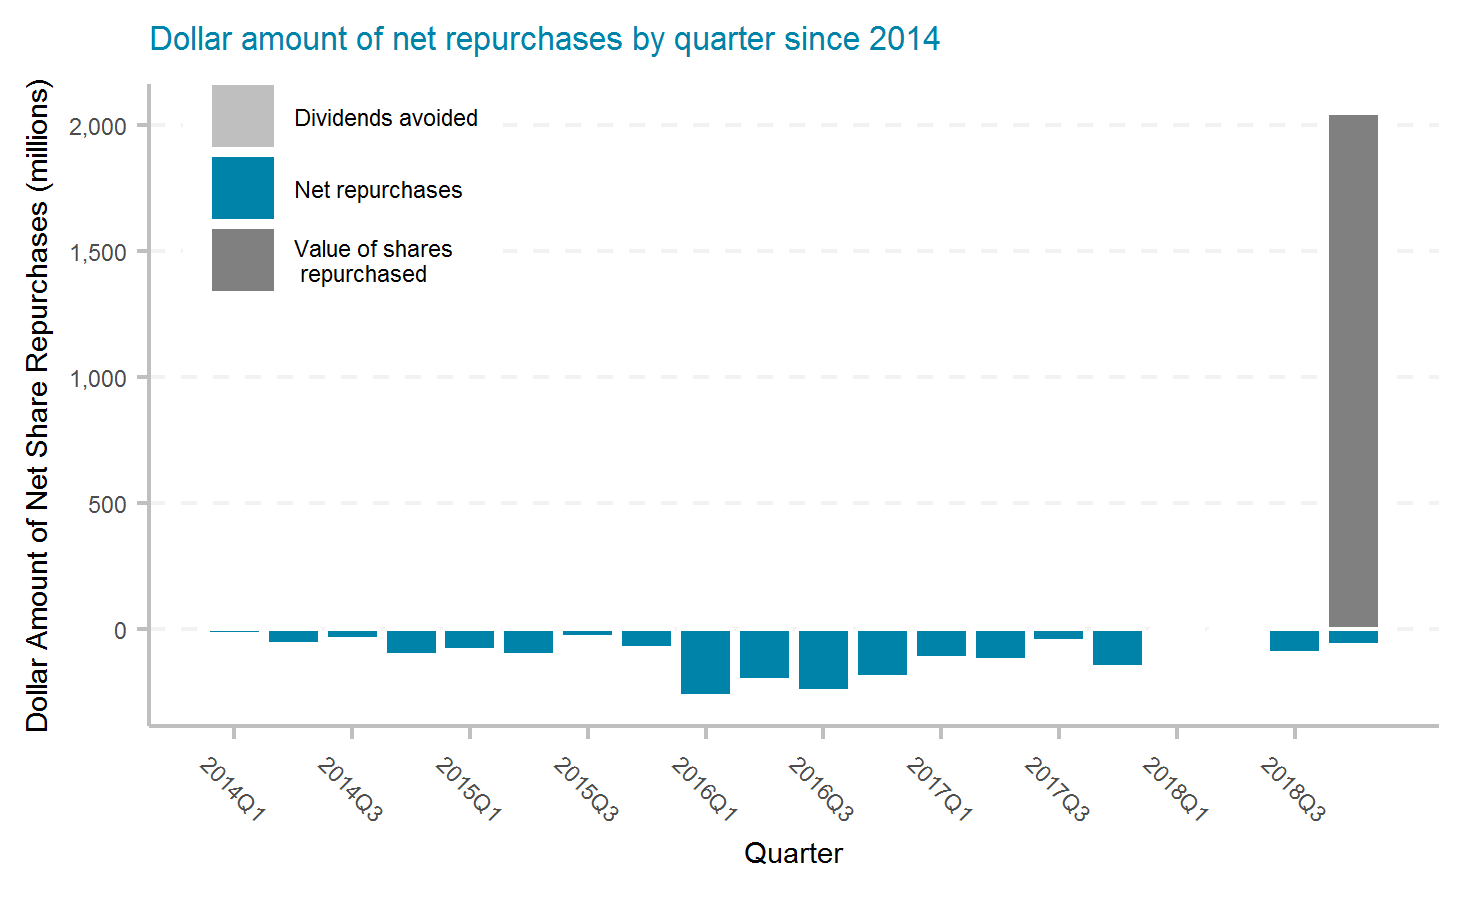 Dollar amount of net repurchases by quarter since 2014
Dollar Amount of Net Share Repurchases (millions)
2,000
1,500
1,000
500
0
Dividends avoided
Net repurchases
Value of shares
repurchased
2014Q1
2014Q3
2015Q1
2015Q3
2016Q1
2016Q3
2017Q1
2017Q3
2018Q1
2018Q3
Quarter